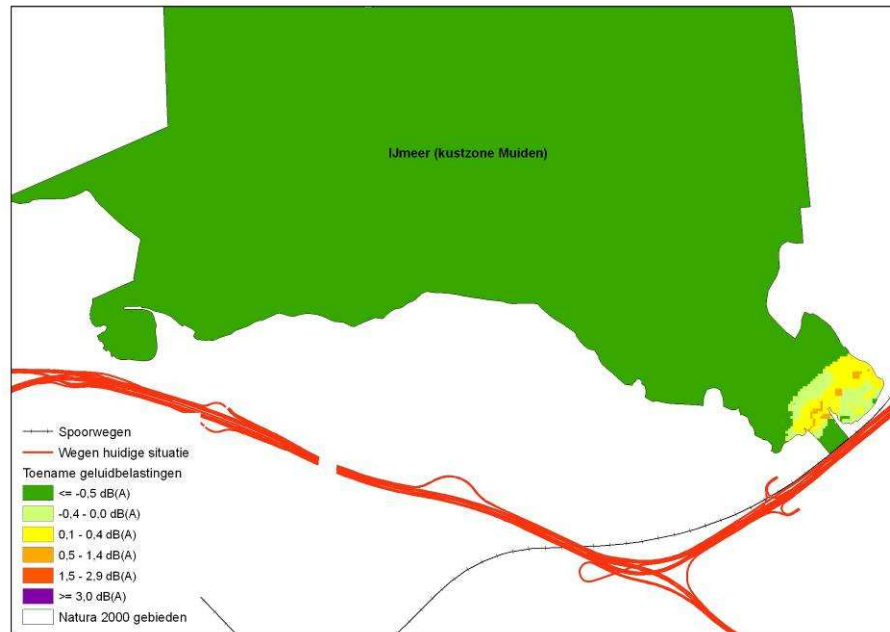 IJmeer (kustzone Muiden)
Spoorwegen
Wegen huidige situatie
Toename geluidbelastingen
<= -0,5 dB(A)
-0,4 - 0,0 dB(A)
0,1 - 0,4 dB(A)
0,5 - 1,4 dB(A)
1,5 - 2,9 dB(A)
>= 3,0 dB(A)
Natura 2000 gebieden